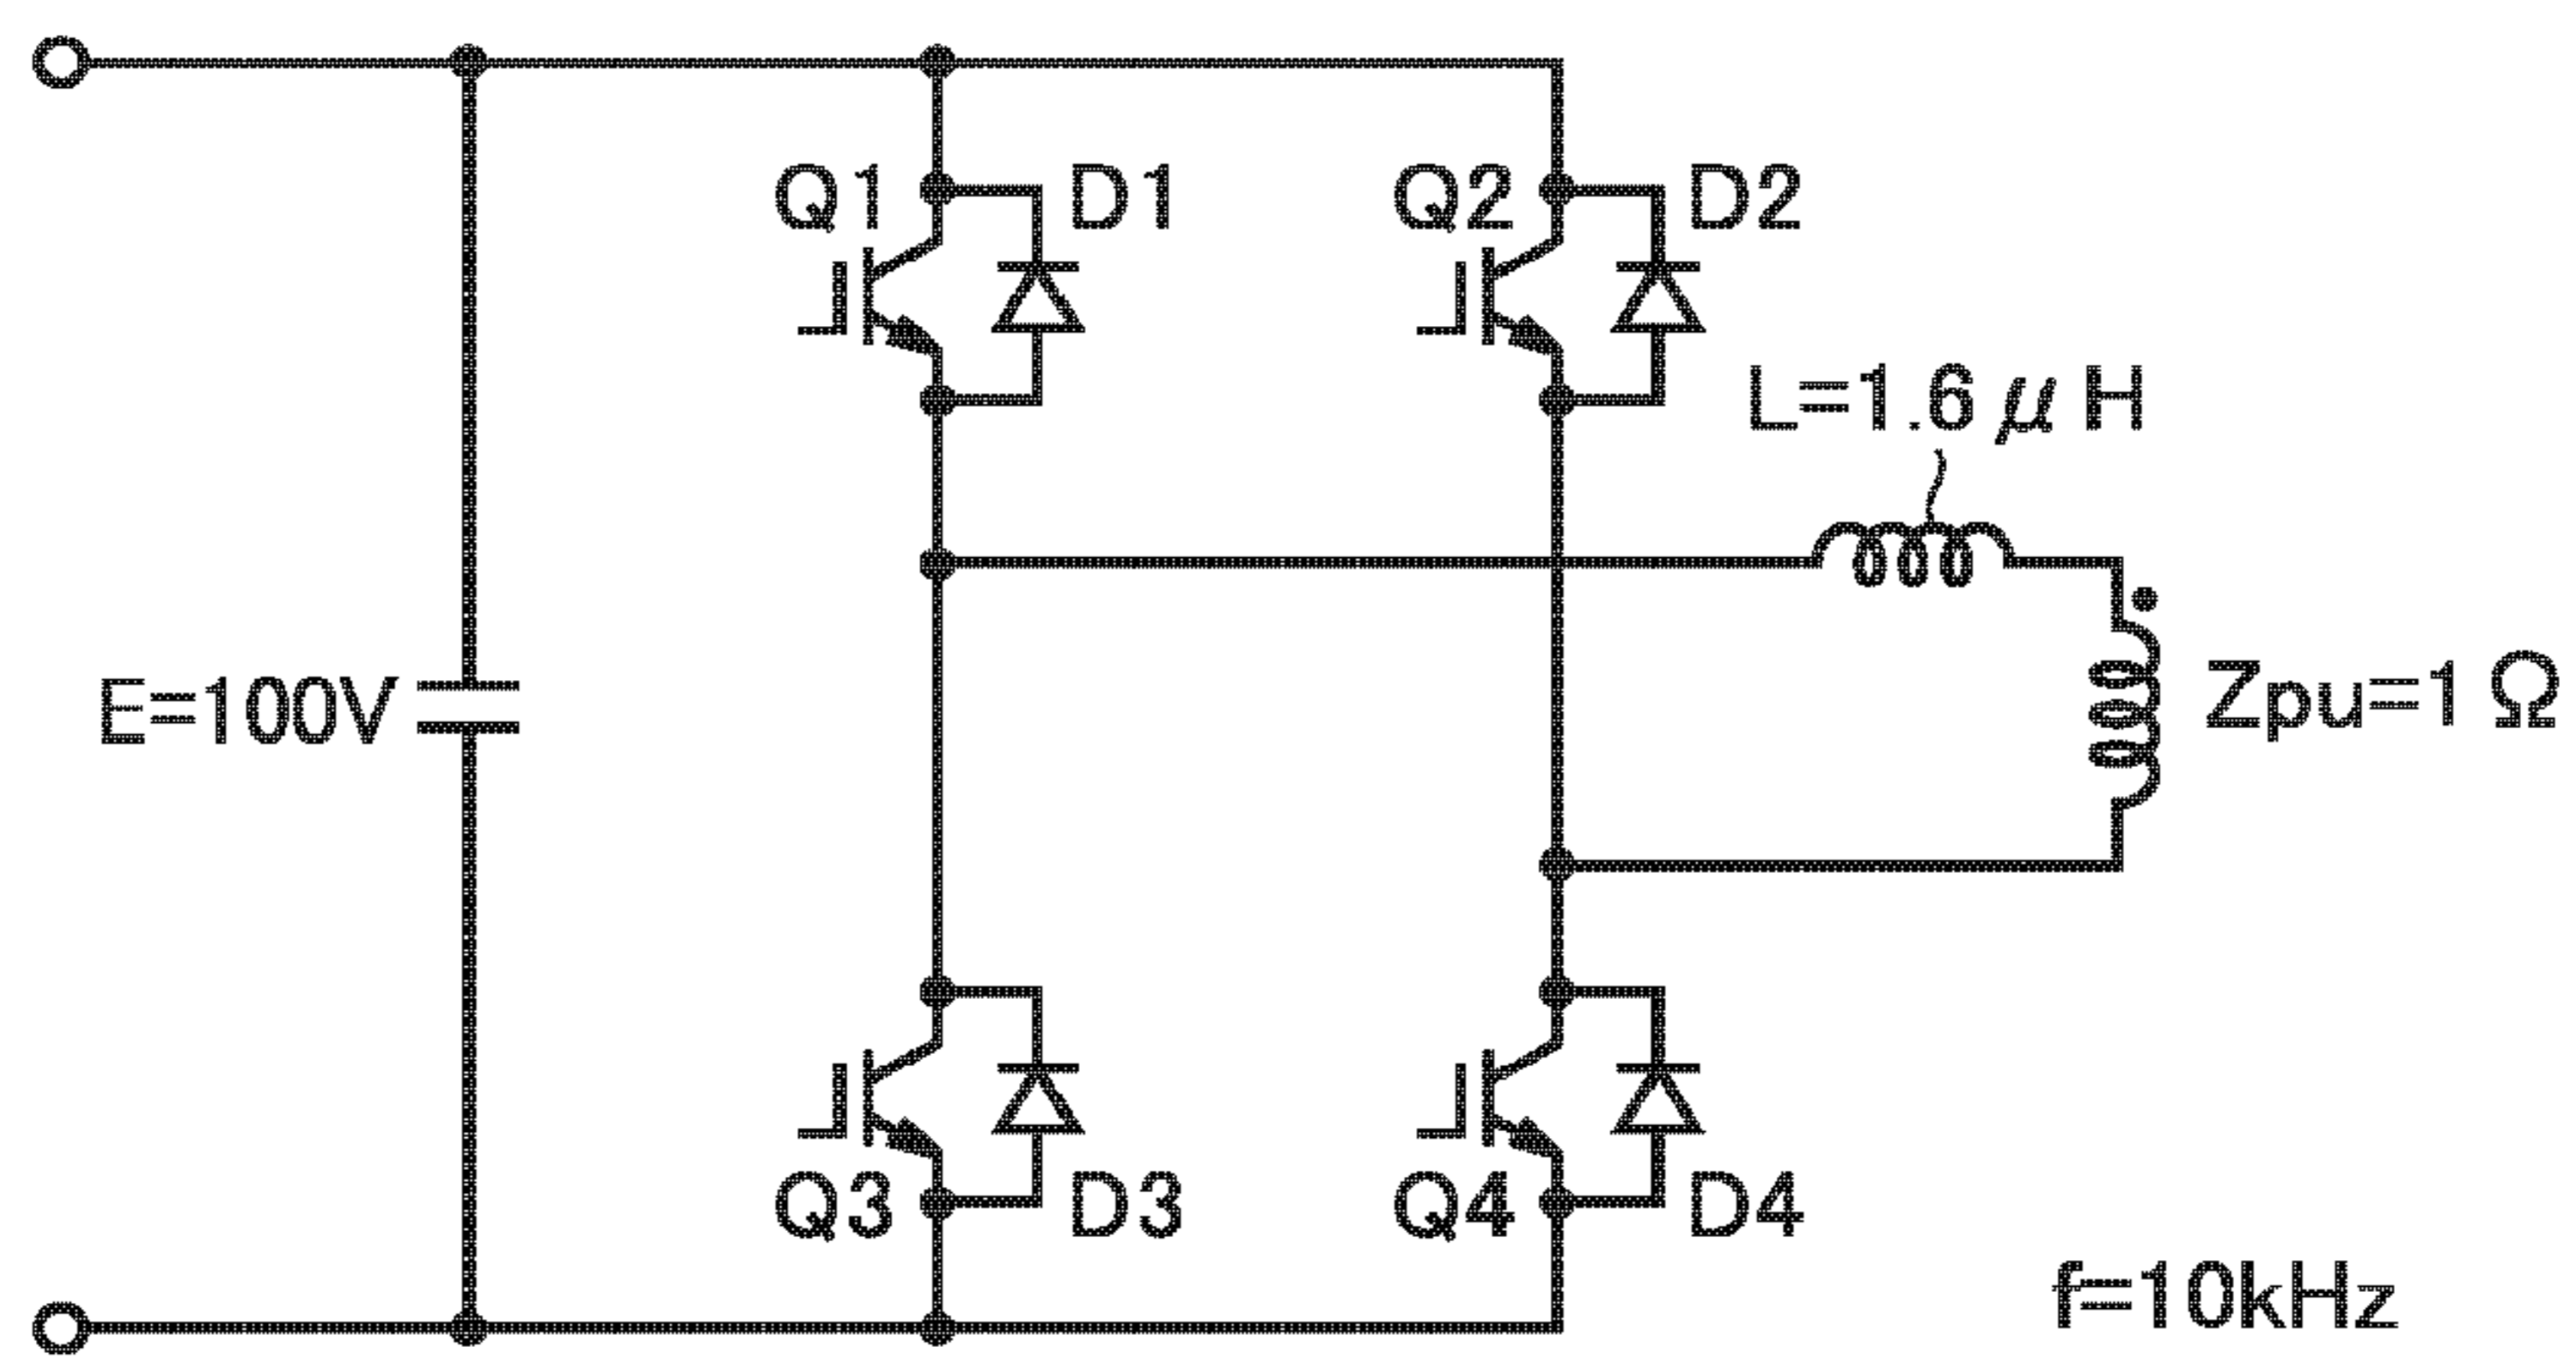 Q1
D1
Q2
D2
L=1.6μH
E=100V
Zpu=1Ω
Q3
D3
Q4
D4
f=10kHz